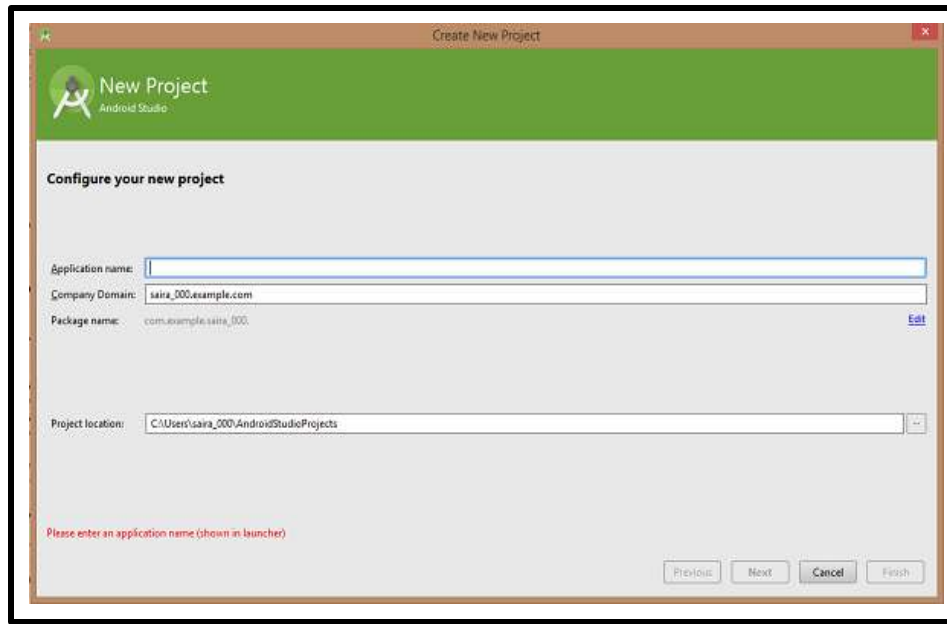 Create New Project
New Project
Android Studio
Configure your new project
Application name:
Company Domain: saira_000.example.com
Package name: com.example.saira_000. Edit
Project location: C:\Users\saira_000\AndroidStudioProjects ...
Please enter an application name (shown in launcher)
Previous Next Cancel Finish